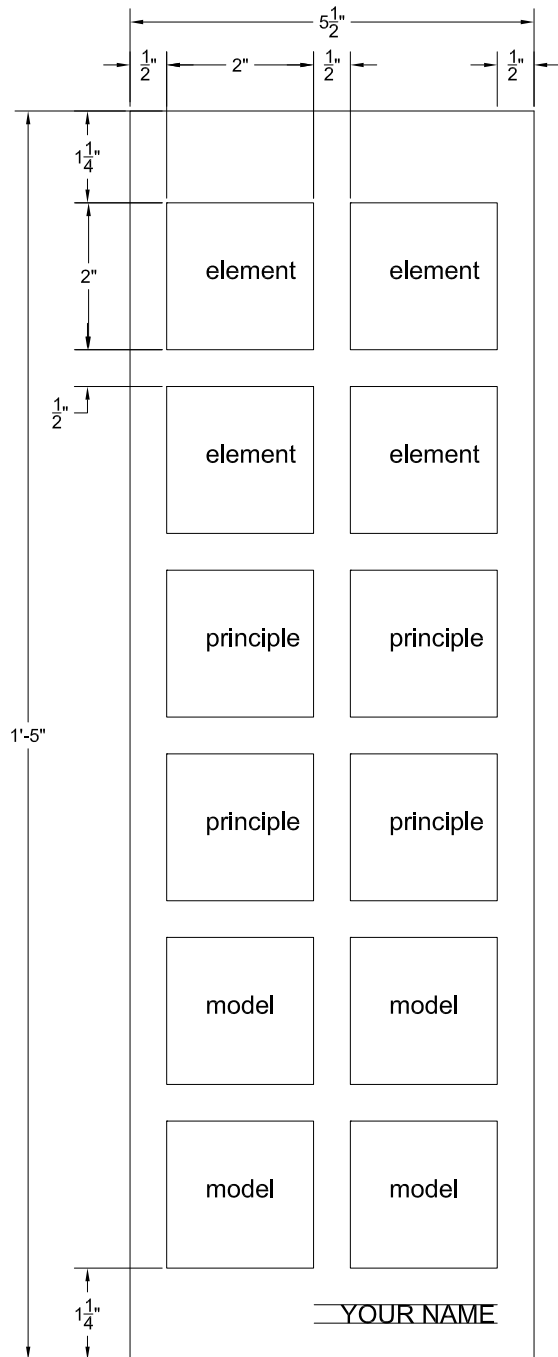 5 1/2"
1/2" 2" 1/2" 1/2"
1 1/4"
2"
element element
1/2"
element element
principle principle
1'-5"
principle principle
model model
model model
1 1/4"
YOUR NAME